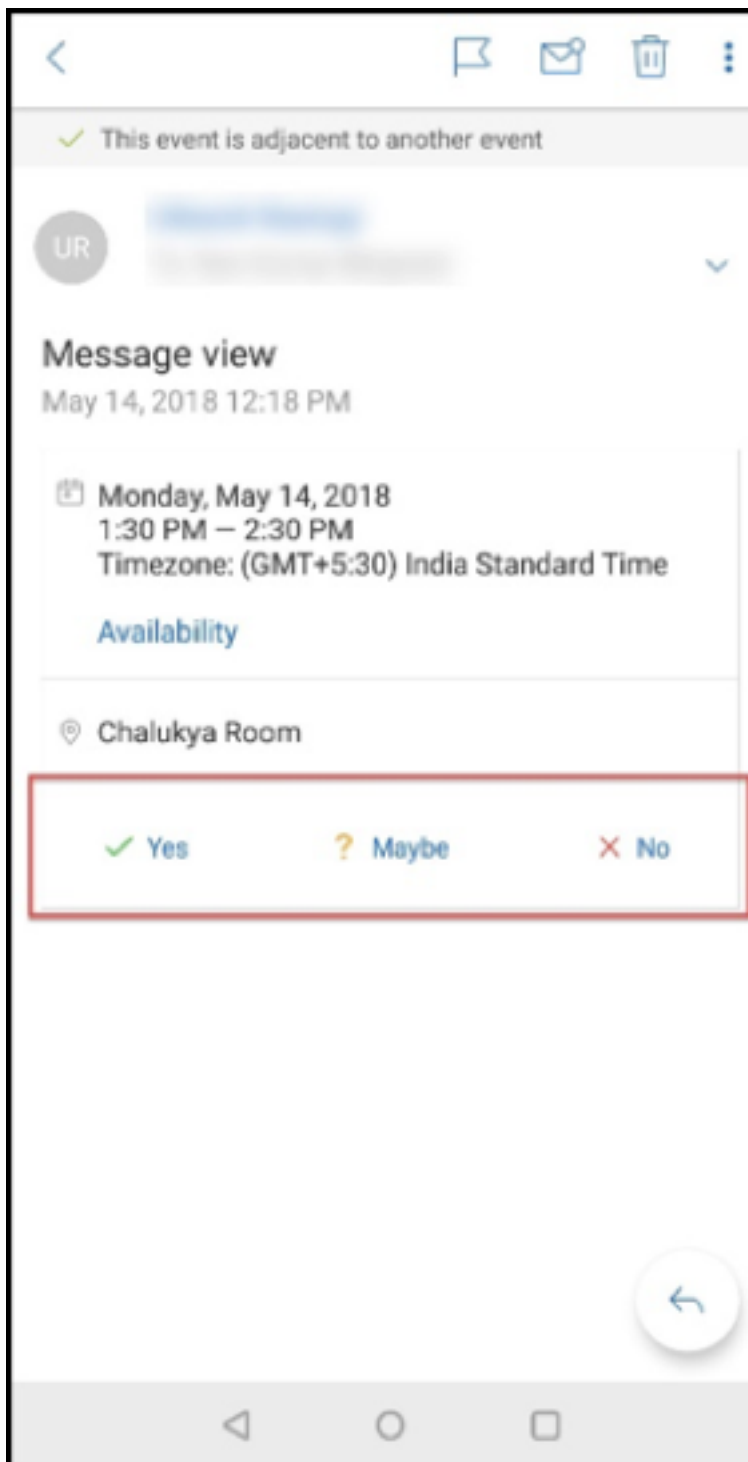 This event is adjacent to another event
UR
Message view
May 14, 2018 12:18 PM
Monday, May 14, 2018
1:30 PM — 2:30 PM
Timezone: (GMT+5:30) India Standard Time
Availability
Chalukya Room
Yes ? Maybe No